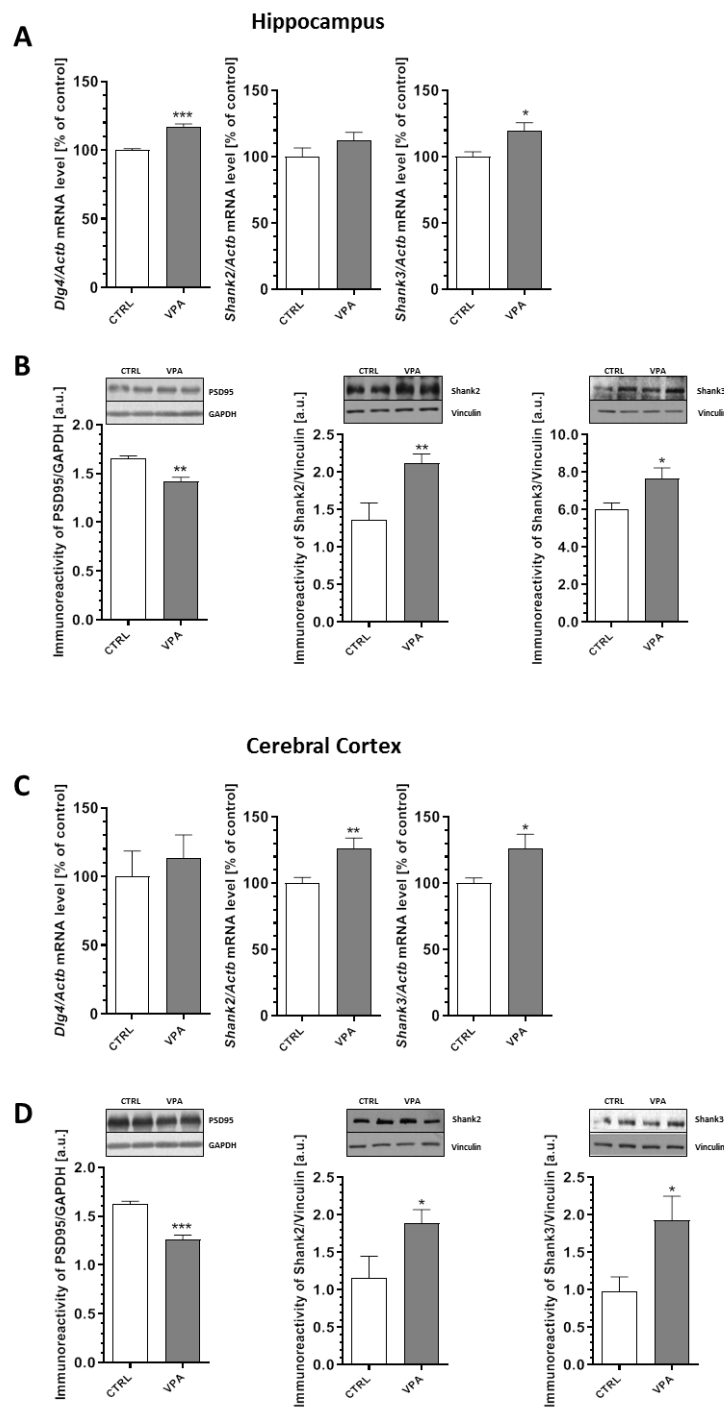 Hippocampus
A
Dlg4/Actb mRNA level [% of control]
150
100
50
0
CTRL
VPA
***
Shank2/Actb mRNA level [% of control]
150
100
50
0
CTRL
VPA
Shank3/Actb mRNA level [% of control]
150
100
50
0
CTRL
VPA
*
B
CTRL VPA
PSD95
GAPDH
Immunoreactivity of PSD95/GAPDH [a.u.]
2.0
1.5
1.0
0.5
0.0
CTRL
VPA
**
CTRL VPA
Shank2
Vinculin
Immunoreactivity of Shank2/Vinculin [a.u.]
2.5
2.0
1.5
1.0
0.5
0.0
CTRL
VPA
**
CTRL VPA
Shank3
Vinculin
Immunoreactivity of Shank3/Vinculin [a.u.]
10.0
8.0
6.0
4.0
2.0
0.0
CTRL
VPA
*
Cerebral Cortex
C
Dlg4/Actb mRNA level [% of control]
150
100
50
0
CTRL
VPA
Shank2/Actb mRNA level [% of control]
150
100
50
0
CTRL
VPA
**
Shank3/Actb mRNA level [% of control]
150
100
50
0
CTRL
VPA
*
D
CTRL VPA
PSD95
GAPDH
Immunoreactivity of PSD95/GAPDH [a.u.]
2.0
1.5
1.0
0.5
0.0
CTRL
VPA
***
CTRL VPA
Shank2
Vinculin
Immunoreactivity of Shank2/Vinculin [a.u.]
2.5
2.0
1.5
1.0
0.5
0.0
CTRL
VPA
*
CTRL VPA
Shank3
Vinculin
Immunoreactivity of Shank3/Vinculin [a.u.]
2.5
2.0
1.5
1.0
0.5
0.0
CTRL
VPA
*